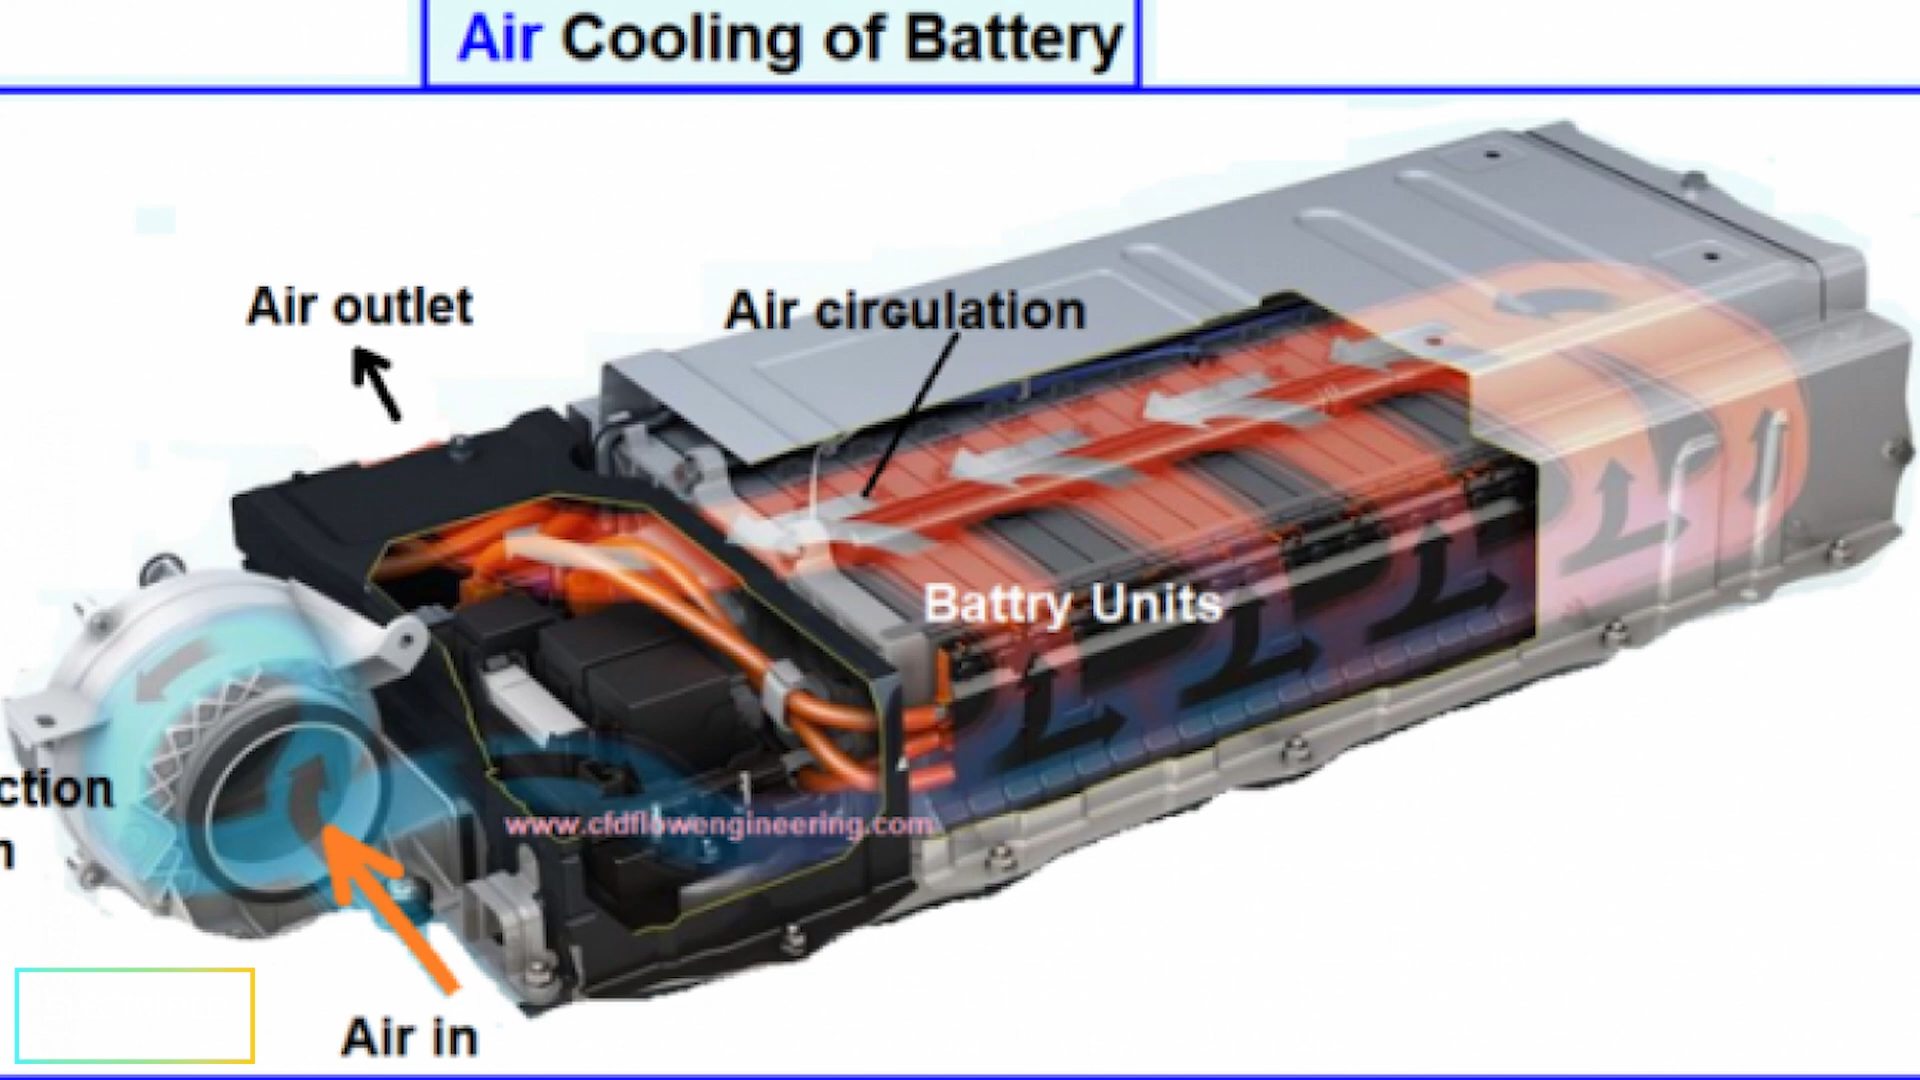 Air Cooling of Battery
Air outlet
Air circulation
Battry Units
ction
n
www.cfdflowengineering.com
Air in